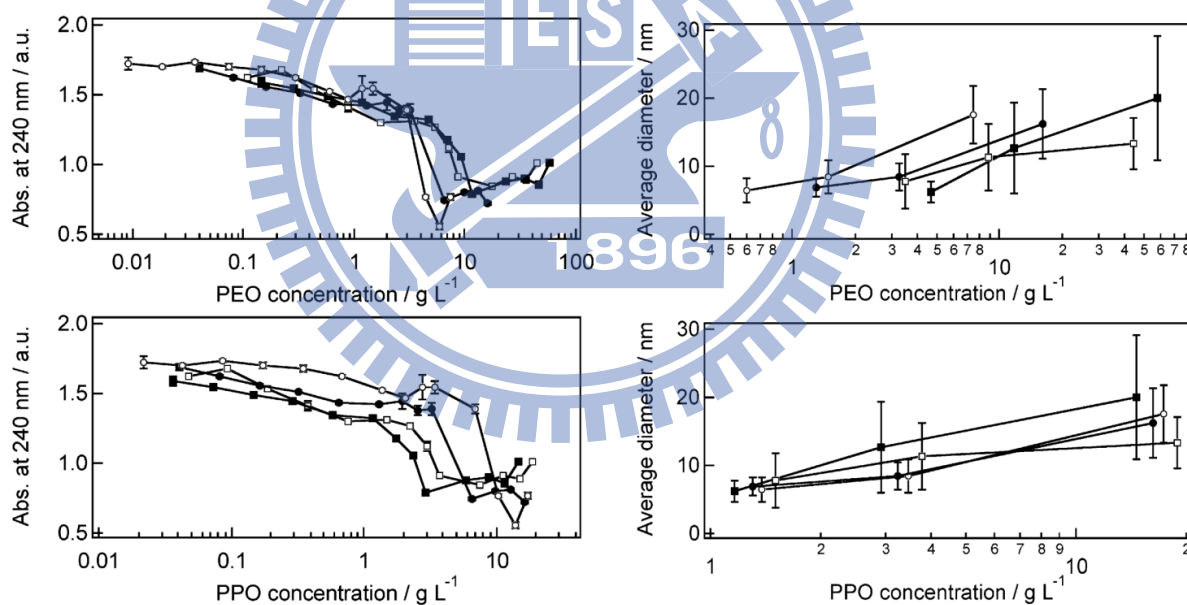 2.0
1.5
1.0
0.5
Abs. at 240 nm / a.u.
0.01 0.1 1 10 100
PEO concentration / g L-1
30
20
10
0
Average diameter / nm
4 5 6 7 8 1 2 3 4 5 6 7 8 10 2 3 4 5 6 7 8
PEO concentration / g L-1
ESA
8
1896
2.0
1.5
1.0
0.5
Abs. at 240 nm / a.u.
0.01 0.1 1 10
PPO concentration / g L-1
30
20
10
0
Average diameter / nm
1 2 3 4 5 6 7 8 9 10 2
PPO concentration / g L-1